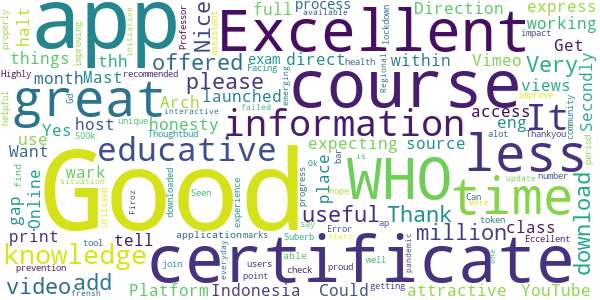 app
Excellent
express
Professor
available
process
Direction
full
Nice
halt
working
initiative
lockdown
improving
properly
things
thh
offered
exam
direct
within
Vimeo
Very
Get
assistant
Facing
health
Regional
impact
month
Mast
please
launched
views
Secondly
Highly
recommended
great
course
It
emerging
improve
helpful
Gd
Arch
honesty
access
eng
interactive
failed
Yes
host
information
less
community
Thankyou
500k
unique
Thoughtbud
expecting
source
alot
use
Want
educative
WHO
time
download
period
Online
wark
Ok
bar
is
place
find
gap
Good
useful
Thank
number
situation
downloaded
Seen
progress
hope
million
Can
update
More
utilised
Firoz
experience
say
Error
start
ap
class
one
print
tell
applicationmarks
Suberb
token
Eccellent
knowledge
certificate
attractive
tool
join
everyday
able
users
check
pandemic
proud
well
prevention
video
add
point
getting
frensh
Platform
Indonesia
Could
YouTube